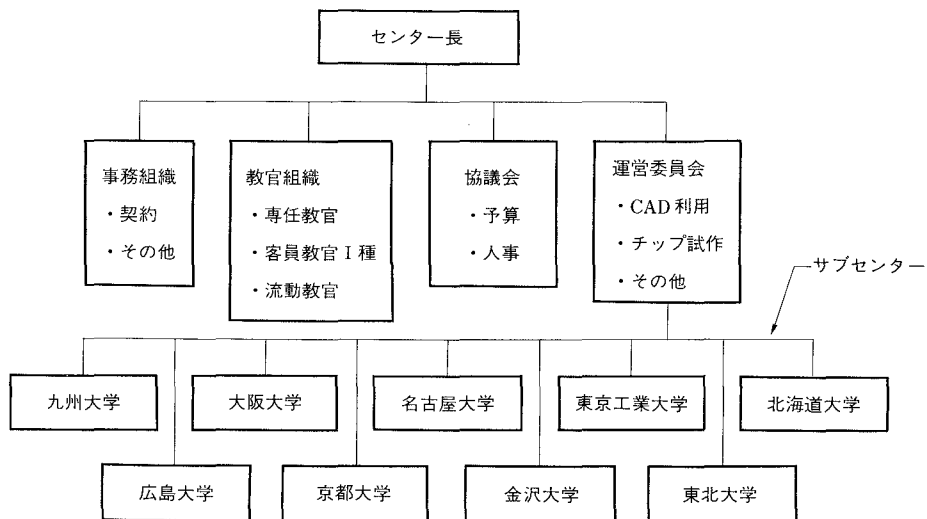 センター長
事務組織
・契約
・その他
教官組織
・専任教官
・客員教官Ⅰ種
・流動教官
協議会
・予算
・人事
運営委員会
・CAD利用
・チップ試作
・その他
サブセンター
九州大学
大阪大学
名古屋大学
東京工業大学
北海道大学
広島大学
京都大学
金沢大学
東北大学